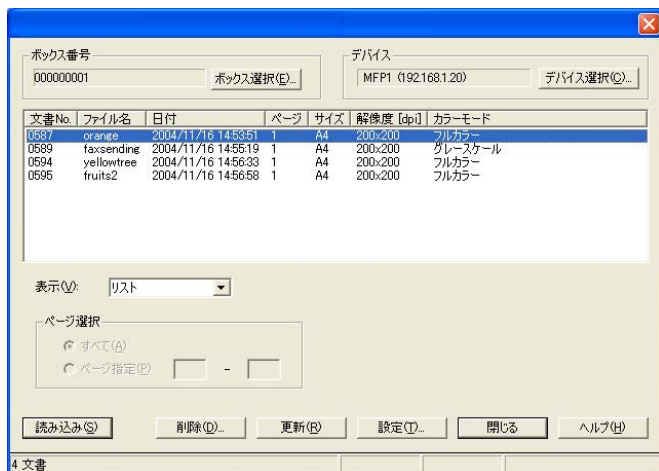 ボックス番号
000000001
ボックス選択(E)...
デバイス
MFP1 (192.168.1.20)
デバイス選択(C)...
文書No. ファイル名 日付 ページ サイズ 解像度 [dpi] カラーモード
0587 orange 2004/11/16 14:53:51 1 A4 200x200 フルカラー
0589 faxsending 2004/11/16 14:55:19 1 A4 200x200 グレースケール
0594 yellowtree 2004/11/16 14:56:33 1 A4 200x200 フルカラー
0595 fruits2 2004/11/16 14:56:58 1 A4 200x200 フルカラー
表示(V): リスト
ページ選択
すべて(A)
ページ指定(P) -
読み込み(S) 削除(D)... 更新(R) 設定(T)... 閉じる ヘルプ(H)
4 文書